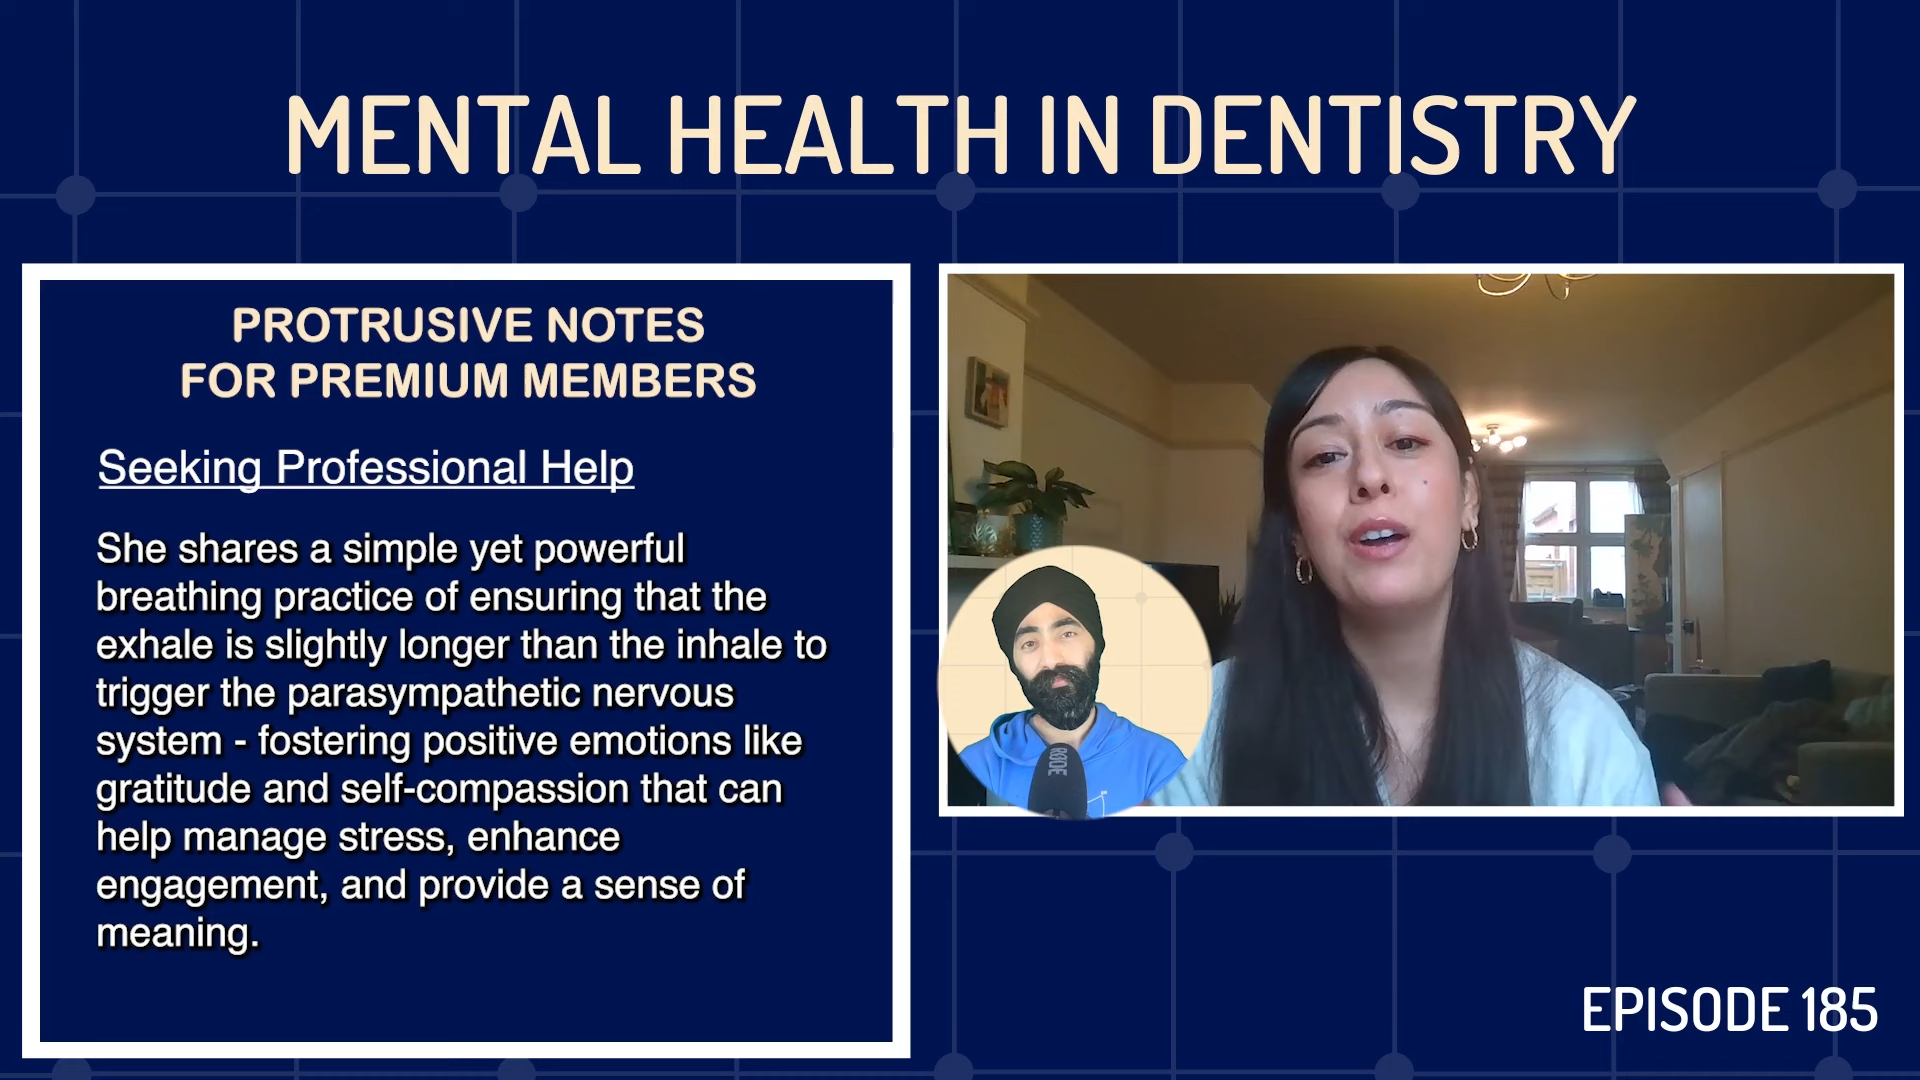 MENTAL HEALTH IN DENTISTRY
PROTRUSIVE NOTES
FOR PREMIUM MEMBERS
Seeking Professional Help
She shares a simple yet powerful
breathing practice of ensuring that the
exhale is slightly longer than the inhale to
trigger the parasympathetic nervous
system - fostering positive emotions like
gratitude and self-compassion that can
help manage stress, enhance
engagement, and provide a sense of
meaning.
RØDE
EPISODE 185